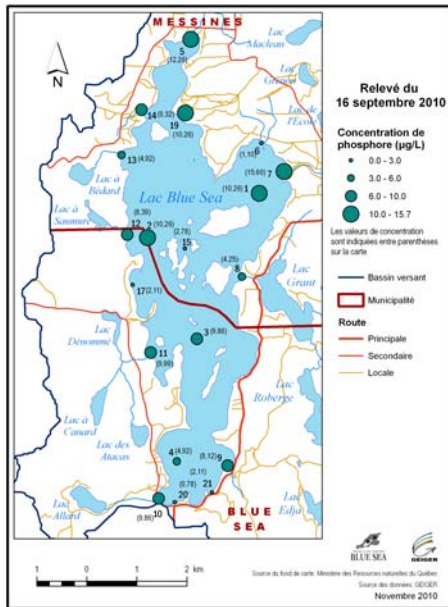 MESSINES
Lac
Maclean
5
(12.26)
Lac
Grenon
N
14 (9,32)
19
(10,26)
Lac de
l'École
6
(1,10)
13 (4,92)
(15,60) 7
Lac à
Bédard
Lac Blue Sea
(10,26) 1
Lac à
Saumure
(8,39)
12 2 (10,26)
(2,78)
15
8 (4,25)
Lac
Grant
17 (2,11)
Lac
Dénommé
3 (9,86)
11
(9,99)
Lac
Roberge
Lac à
Canard
Lac des
Atacas
4 (4,92)
(8,12) 9
(2,11)
(0,78) 21
20
10
(9,86)
Lac
Allard
BLUE
SEA
Lac
Edja
Relevé du
16 septembre 2010
Concentration de
phosphore (µg/L)
0.0 - 3.0
3.0 - 6.0
6.0 - 10.0
10.0 - 15.7
Les valeurs de concentration
sont indiquées entre parenthèses
sur la carte
Bassin versant
Municipalité
Route
Principale
Secondaire
Locale
1 0 1 2 km
BLUE SEA
GEIGER
Source du fond de carte: Ministère des Ressources naturelles du Québec
Source des données: GEIGER
Novembre 2010